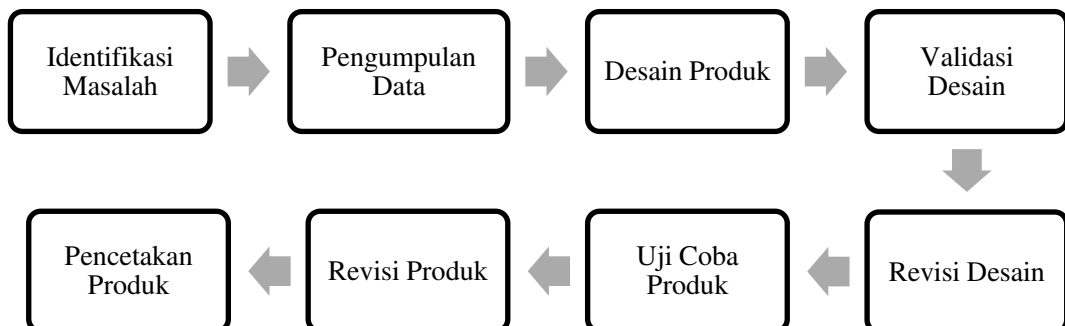 Identifikasi
Masalah
Pengumpulan
Data
Desain Produk
Validasi
Desain
Revisi Desain
Uji Coba
Produk
Revisi Produk
Pencetakan
Produk